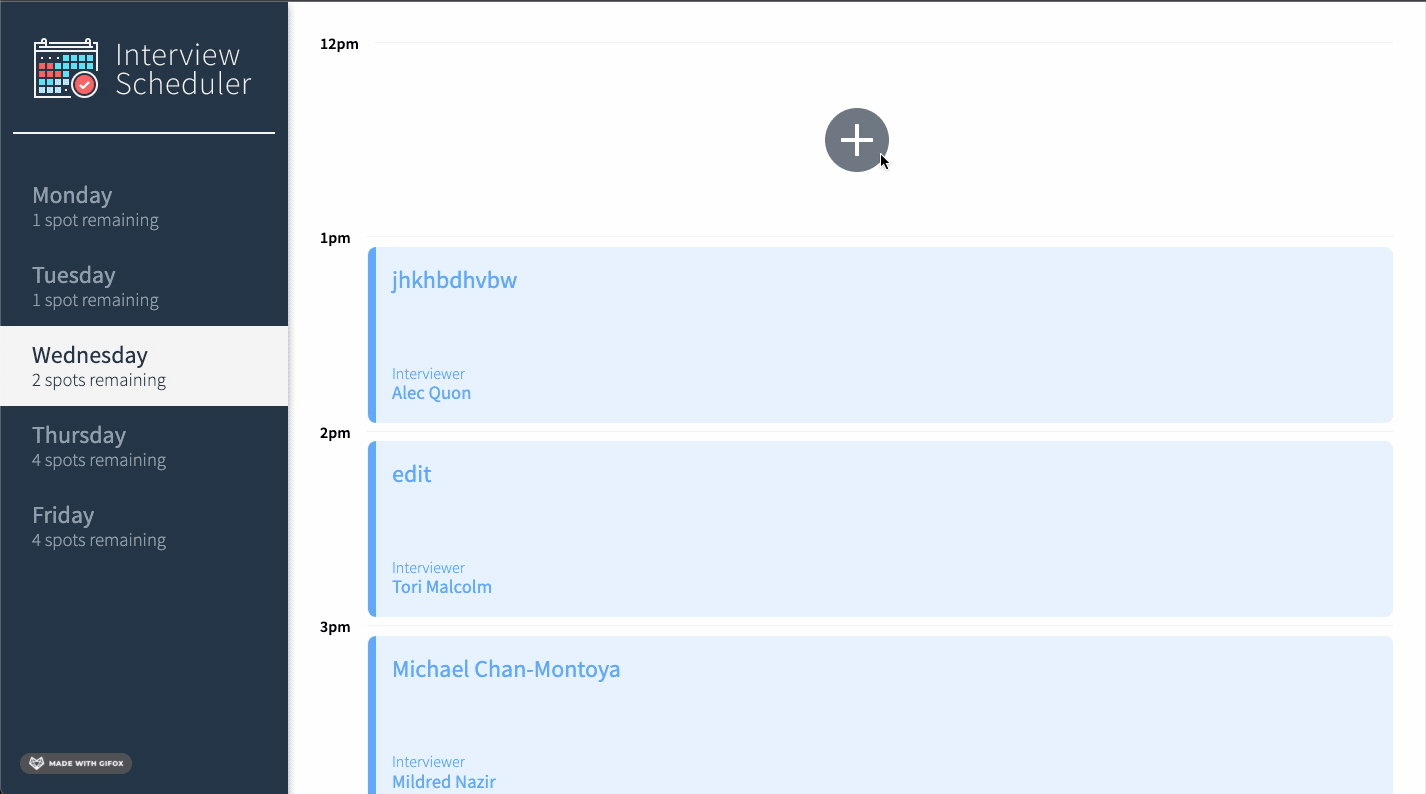 Interview
Scheduler
Monday
1 spot remaining
Tuesday
1 spot remaining
Wednesday
2 spots remaining
Thursday
4 spots remaining
Friday
4 spots remaining
MADE WITH GIFOX
12pm
1pm
jhkhbdhvbw
Interviewer
Alec Quon
2pm
edit
Interviewer
Tori Malcolm
3pm
Michael Chan-Montoya
Interviewer
Mildred Nazir